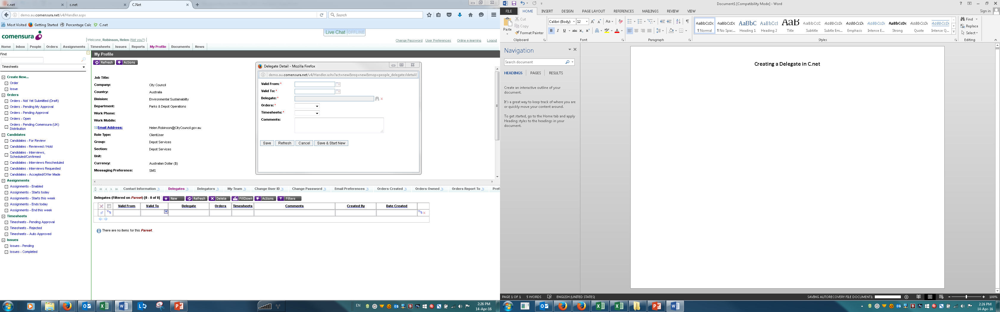 c.net
c.net
C.Net
demo.au.comensura.net/v4/Handler.aspx
Search
Most Visited
Getting Started
Percentage Calc
C.net
comensura
Live Chat OFFLINE
Welcome, Robinson, Helen (Not you?)
Change Password
User Preferences
Online e-learning
Logout
Home
Inbox
People
Orders
Assignments
Timesheets
Issues
Reports
My Profile
Documents
News
Find:
Timesheets
Create New...
Order
Issue
Orders
Orders - Not Yet Submitted (Draft)
Orders - Pending My Approval
Orders - Pending Approval
Orders - Open
Orders - Pending Comensura (UK)
Distribution
Candidates
Candidates - For Review
Candidates - Reviewed / Hold
Candidates - Interviews,
Scheduled/Confirmed
Candidates - Interviews Rescheduled
Candidates - Interviews Requested
Candidates - Accepted/Offer Made
Assignments
Assignments - Enabled
Assignments - Starts today
Assignments - Starts this week
Assignments - Ends today
Assignments - End this week
Timesheets
Timesheets - Pending Approval
Timesheets - Rejected
Timesheets - Auto Approved
Issues
Issues - Pending
Issues - Completed
My Profile
Refresh
Actions
Job Title:
Company: City Council
Country: Australia
Division: Environmental Sustainability
Department: Parks & Depot Operations
Work Phone:
Work Mobile:
Email Address: Helen.Robinson@CityCouncil.gov.au
Role Type: ClientUser
Group: Depot Services
Section: Depot Services
Unit:
Currency: Australian Dollar ($)
Messaging Preference: SMS
Delegate Detail - Mozilla Firefox
demo.au.comensura.net/v4/Handler.ashx?act=new&req=new&mop=people_delegates!detail&
Valid From: *
Valid To: *
Delegate: *
Orders: *
Timesheets: *
Comments:
Save
Refresh
Cancel
Save & Start New
Contact Information
Delegates
Delegators
My Team
Change User ID
Change Password
Email Preferences
Orders Created
Orders Owned
Orders Report To
Pref
Delegates (Filtered on Parent) [0 - 0 of 0]
New
Refresh
Delete
FillDown
Actions
Filters
Valid From
Valid To
Delegate
Orders
Timesheets
Comments
Created By
Date Created
There are no items for this Parent.
EN
2:26 PM
14-Apr-16
Document1 [Compatibility Mode] - Word
Sign in
FILE
HOME
INSERT
DESIGN
PAGE LAYOUT
REFERENCES
MAILINGS
REVIEW
VIEW
Paste
Cut
Copy
Format Painter
Clipboard
Calibri (Body)
12
Font
Paragraph
AaBbCcDc
¶ Normal
AaBbCcDc
¶ No Spac...
AaBbC
Heading 1
AaBbCcI
Heading 2
AaB
Title
AaBbCcD
Subtitle
AaBbCcDc
Subtle Em...
AaBbCcDc
Emphasis
AaBbCcDc
Intense E...
AaBbCcDc
Strong
AaBbCcDc
Quote
AaBbCcDc
Intense Q...
Styles
Find
Replace
Select
Editing
Navigation
Search document
HEADINGS
PAGES
RESULTS
Create an interactive outline of your
document.
It's a great way to keep track of where you are
or quickly move your content around.
To get started, go to the Home tab and apply
Heading styles to the headings in your
document.
Creating a Delegate in C.net
PAGE 1 OF 1
5 WORDS
ENGLISH (UNITED STATES)
SAVING AUTORECOVERY FILE DOCUMENT1:
100%
2:26 PM
14-Apr-16